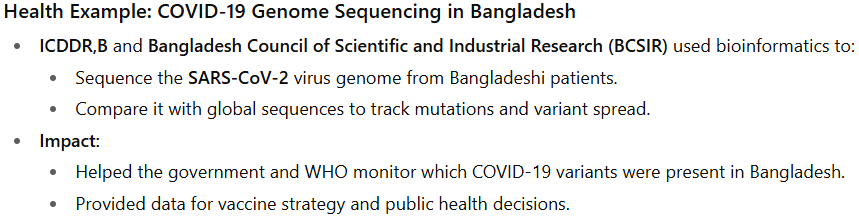 Health Example: COVID-19 Genome Sequencing in Bangladesh
• ICDDR,B and Bangladesh Council of Scientific and Industrial Research (BCSIR) used bioinformatics to:
• Sequence the SARS-CoV-2 virus genome from Bangladeshi patients.
• Compare it with global sequences to track mutations and variant spread.
• Impact:
• Helped the government and WHO monitor which COVID-19 variants were present in Bangladesh.
• Provided data for vaccine strategy and public health decisions.